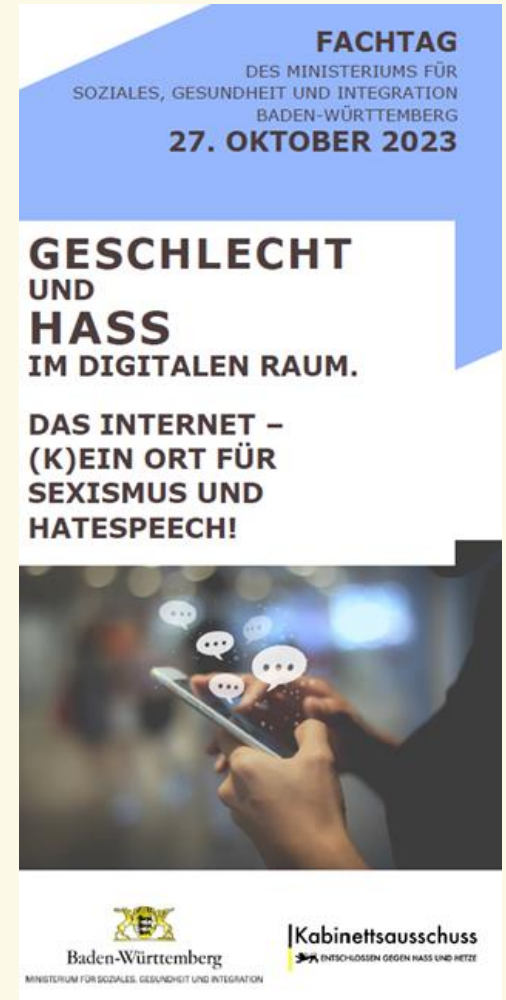 FACHTAG
DES MINISTERIUMS FÜR
SOZIALES, GESUNDHEIT UND INTEGRATION
BADEN-WÜRTTEMBERG
27. OKTOBER 2023
GESCHLECHT
UND
HASS
IM DIGITALEN RAUM.
DAS INTERNET –
(K)EIN ORT FÜR
SEXISMUS UND
HATESPEECH!
Baden-Württemberg
MINISTERIUM FÜR SOZIALES, GESUNDHEIT UND INTEGRATION
Kabinettsausschuss
ENTSCHLOSSEN GEGEN HASS UND HETZE